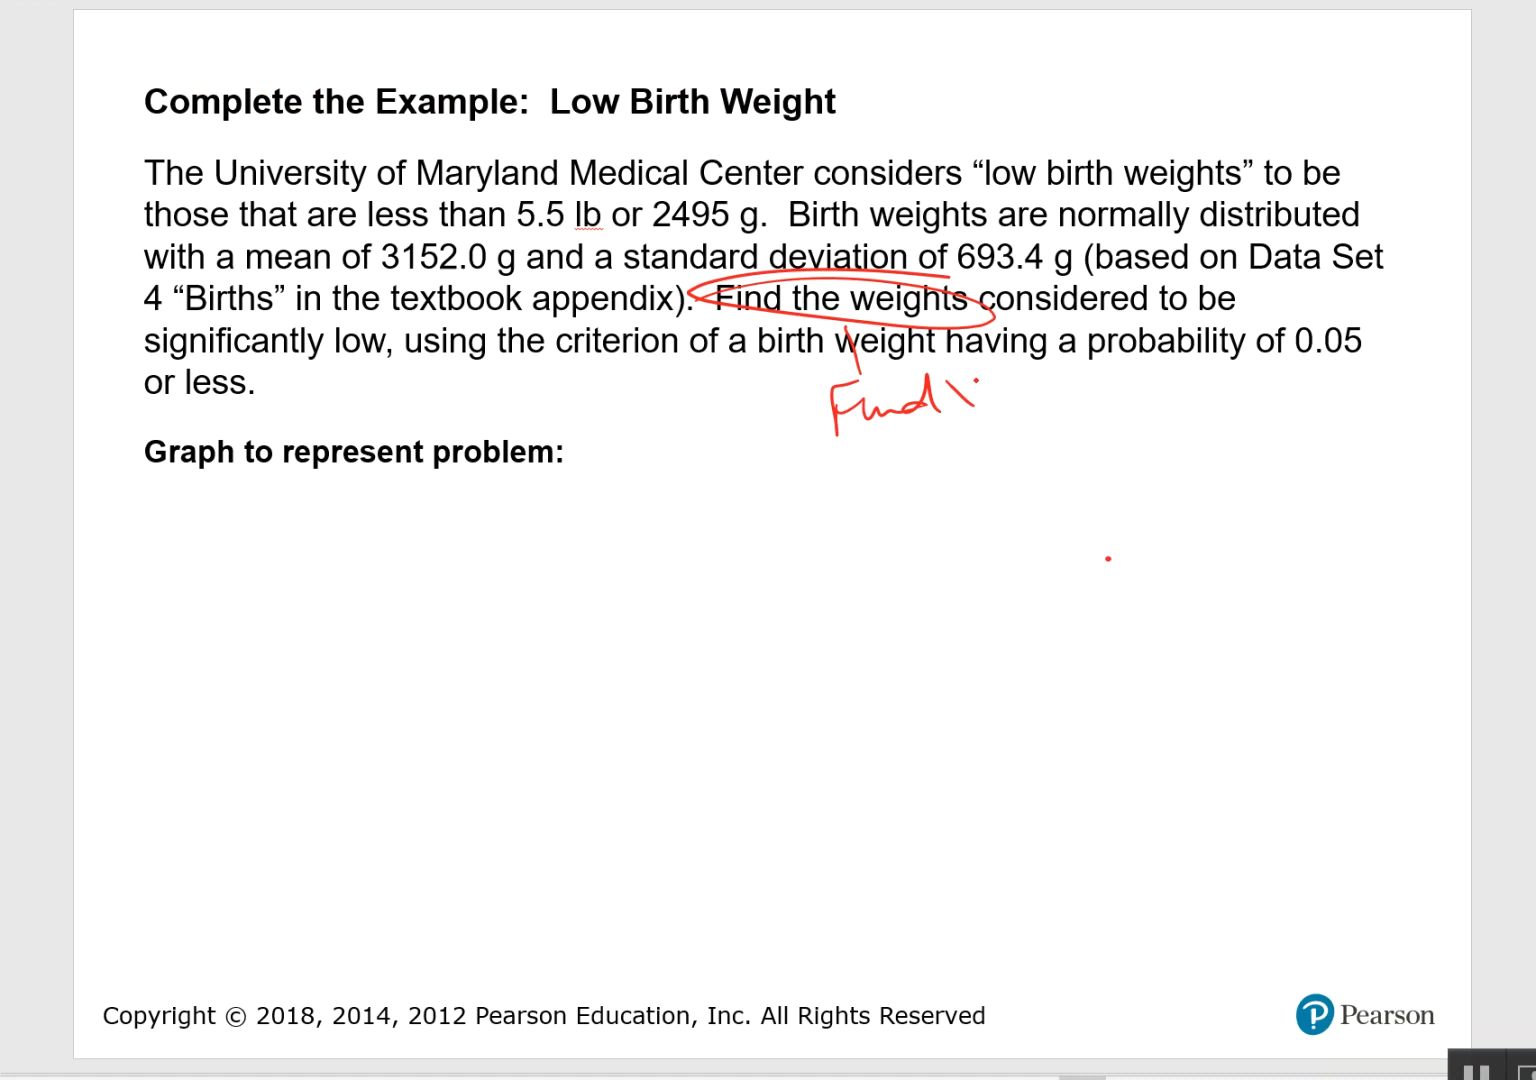 Complete the Example: Low Birth Weight
The University of Maryland Medical Center considers “low birth weights” to be
those that are less than 5.5 lb or 2495 g. Birth weights are normally distributed
with a mean of 3152.0 g and a standard deviation of 693.4 g (based on Data Set
4 “Births” in the textbook appendix). Find the weights considered to be
significantly low, using the criterion of a birth weight having a probability of 0.05
or less.
Find
Graph to represent problem:
Copyright © 2018, 2014, 2012 Pearson Education, Inc. All Rights Reserved
Pearson